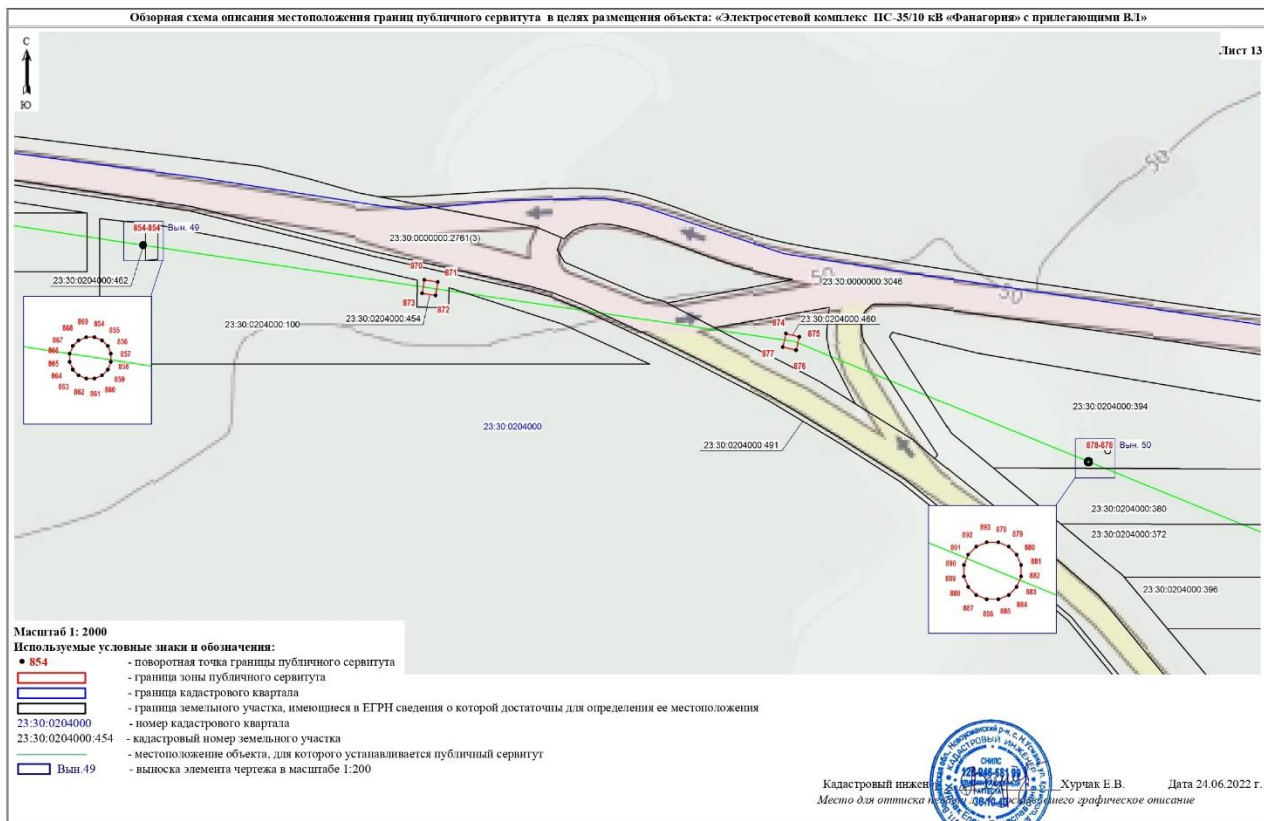 Обзорная схема описания местоположения границ публичного сервитута в целях размещения объекта: «Электросетевой комплекс ПС-35/10 кВ «Фанагория» с прилегающими ВЛ»
Лист 13
С
Ю
50
854-854
Вын. 49
23:30:0000000:2761(3)
23:30:0204000:462
870
871
873
872
50
23:30:0000000:3046
50
23:30:0204000:100
23:30:0204000:454
874
23:30:0204000:460
875
877
876
869 854
868 855
867 856
866 857
865 858
864 859
863 860
862 861
23:30:0204000:394
23:30:0204000
23:30:0204000:491
878-878
Вын. 50
23:30:0204000:380
23:30:0204000:372
23:30:0204000:396
893 878
892 879
891 880
890 881
889 882
888 883
887 884
886 885
Масштаб 1: 2000
Используемые условные знаки и обозначения:
854 - поворотная точка границы публичного сервитута
- граница зоны публичного сервитута
- граница кадастрового квартала
- граница земельного участка, имеющиеся в ЕГРН сведения о которой достаточны для определения ее местоположения
23:30:0204000 - номер кадастрового квартала
23:30:0204000:454 - кадастровый номер земельного участка
- местоположение объекта, для которого устанавливается публичный сервитут
Вын.49 - выноска элемента чертежа в масштабе 1:200
Кадастровый Хурчак Е.В. Дата 24.06.2022 г.
Место для оттиска графическое описание
КАДАСТРОВЫЙ ИНЖЕНЕР
СНИЛС